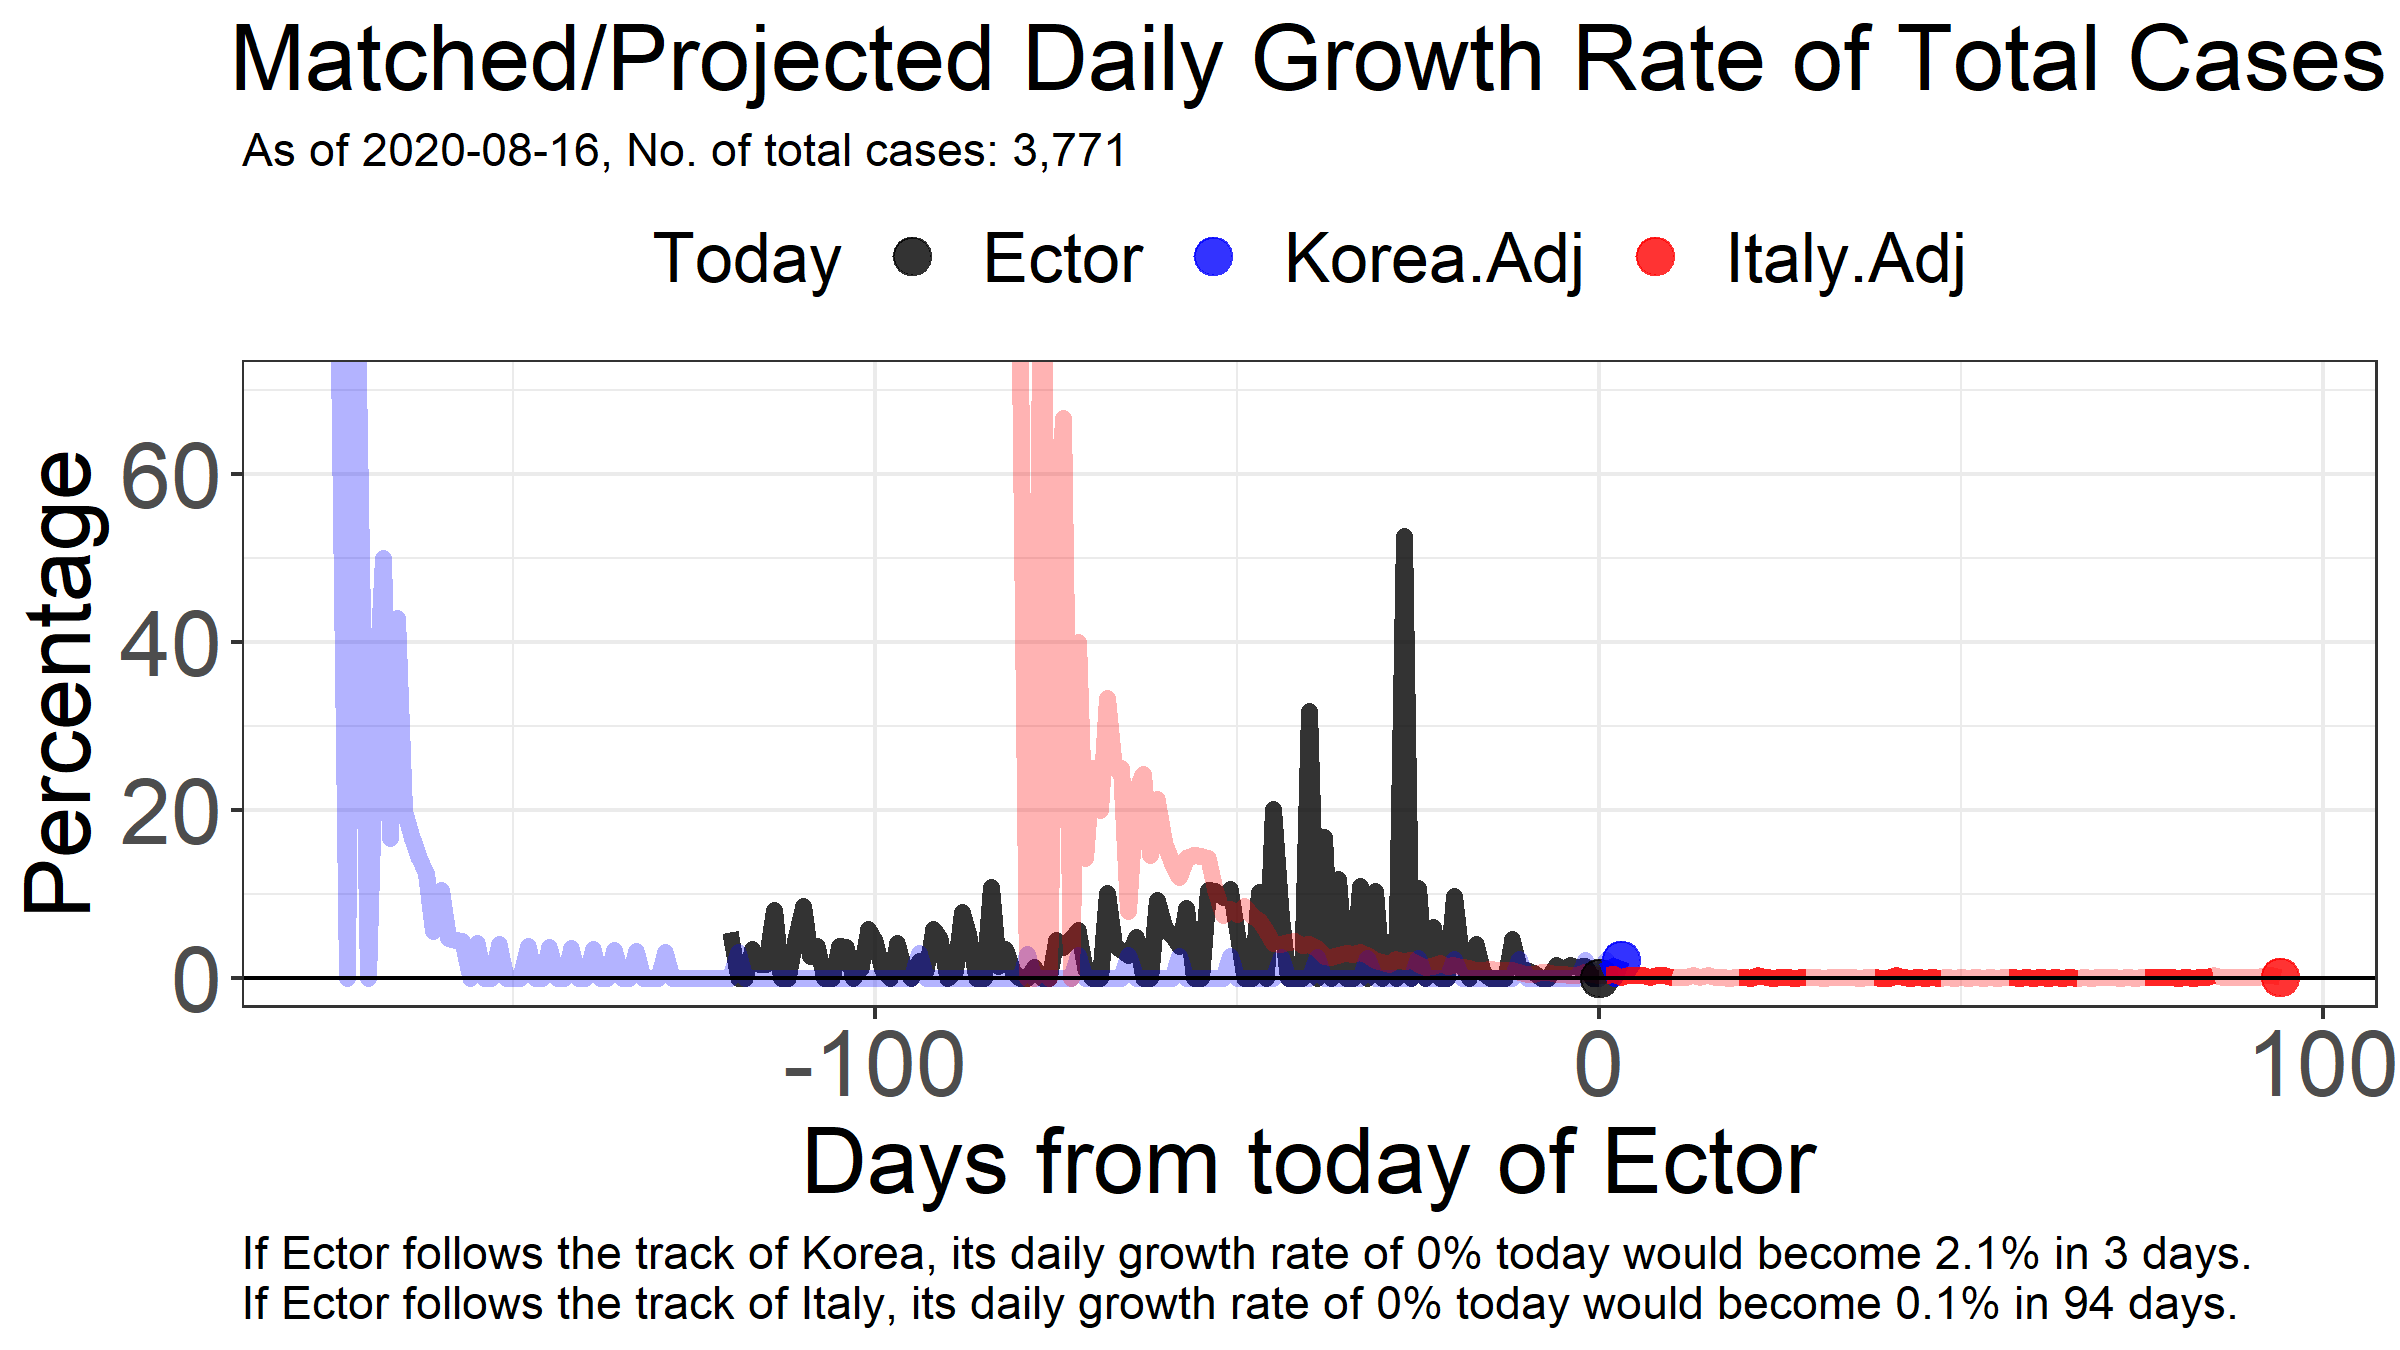 Matched/Projected Daily Growth Rate of Total Cases
As of 2020-08-16, No. of total cases: 3,771
Today Ector Korea.Adj Italy.Adj
Percentage
60
40
20
0
-100 0 100
Days from today of Ector
If Ector follows the track of Korea, its daily growth rate of 0% today would become 2.1% in 3 days.
If Ector follows the track of Italy, its daily growth rate of 0% today would become 0.1% in 94 days.